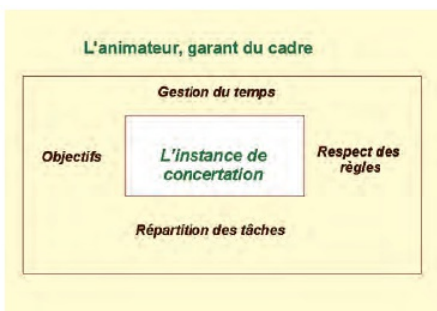 L'animateur, garant du cadre
Gestion du temps
Objectifs
L'instance de
concertation
Respect des
règles
Répartition des tâches